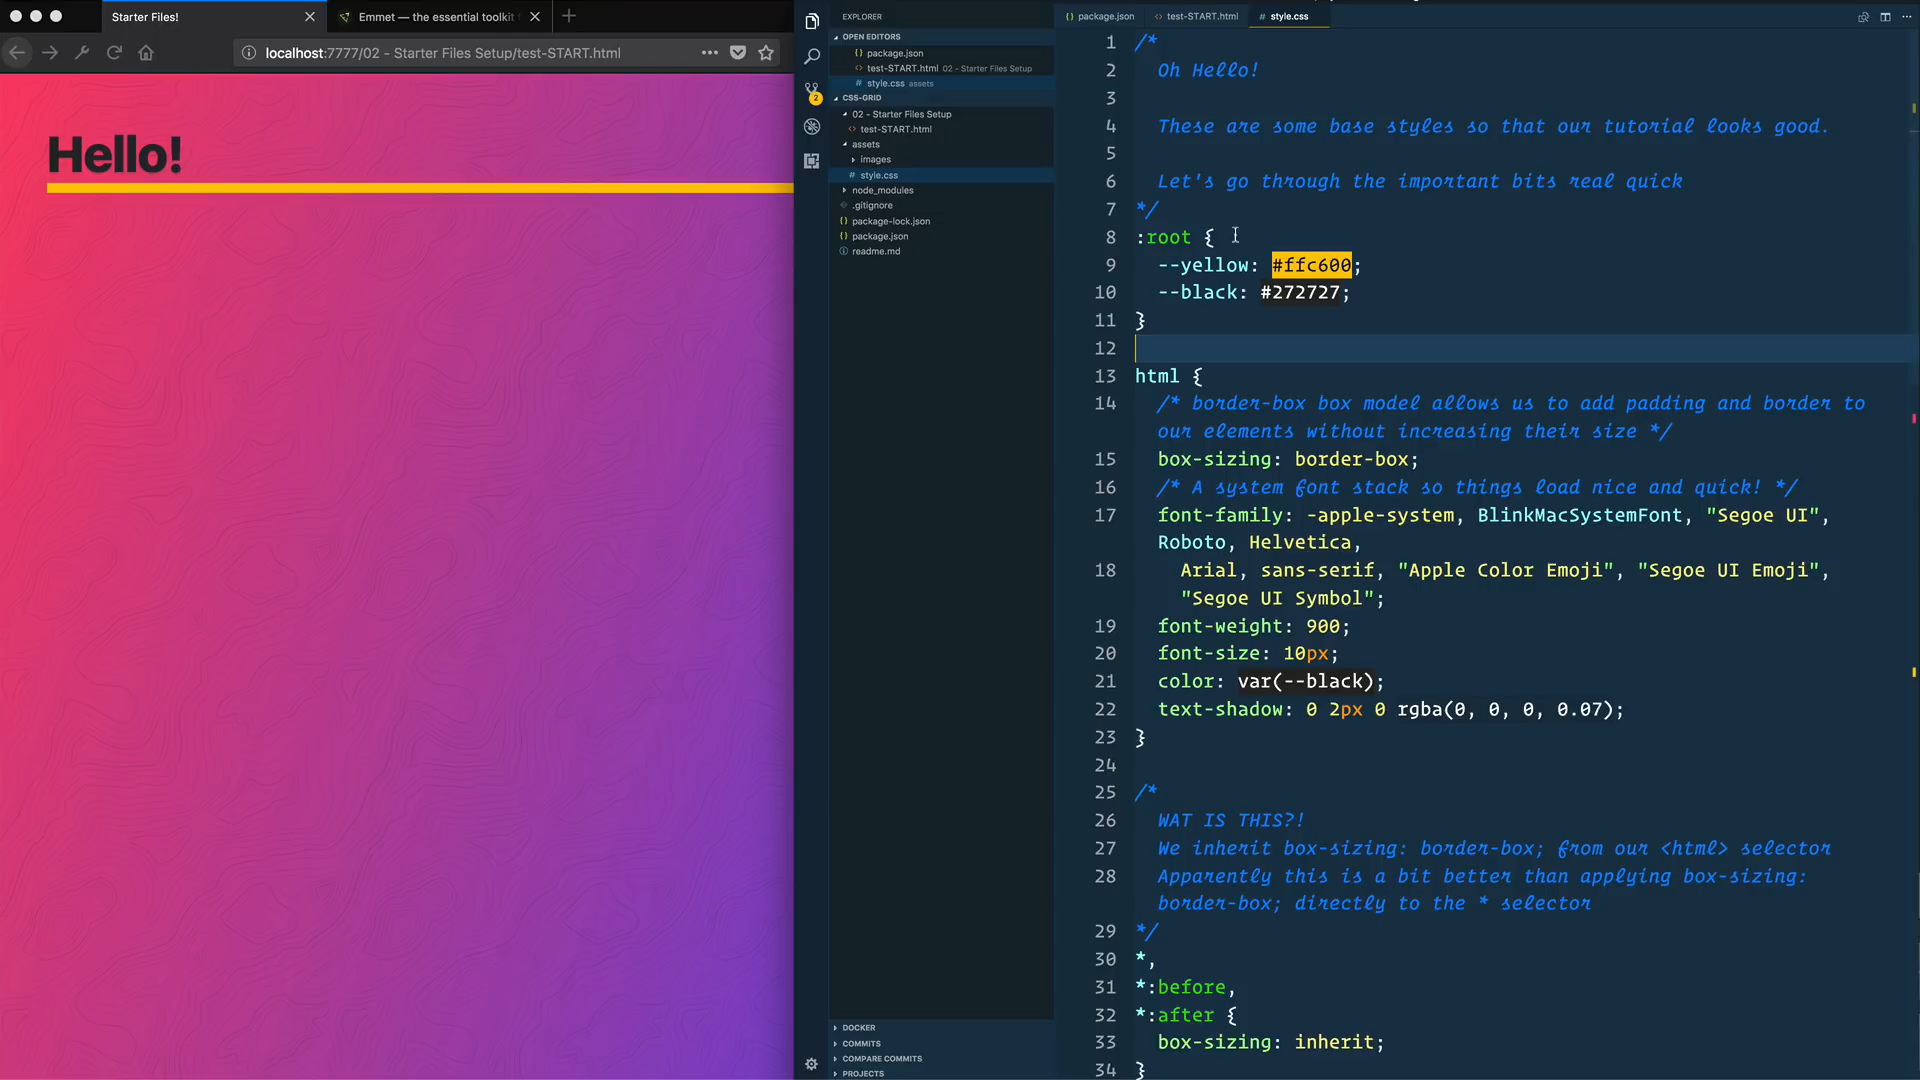 Starter Files!
Emmet — the essential toolkit
localhost:7777/02 - Starter Files Setup/test-START.html
Hello!
EXPLORER
OPEN EDITORS
{} package.json
<> test-START.html 02 - Starter Files Setup
# style.css assets
CSS-GRID
02 - Starter Files Setup
<> test-START.html
assets
images
# style.css
node_modules
.gitignore
{} package-lock.json
{} package.json
readme.md
DOCKER
COMMITS
COMPARE COMMITS
PROJECTS
2
{} package.json
<> test-START.html
# style.css
1 /*
2 Oh Hello!
3
4 These are some base styles so that our tutorial looks good.
5
6 Let's go through the important bits real quick
7 */
8 :root {
9 --yellow: #ffc600;
10 --black: #272727;
11 }
12
13 html {
14 /* border-box box model allows us to add padding and border to
our elements without increasing their size */
15 box-sizing: border-box;
16 /* A system font stack so things load nice and quick! */
17 font-family: -apple-system, BlinkMacSystemFont, "Segoe UI",
Roboto, Helvetica,
18 Arial, sans-serif, "Apple Color Emoji", "Segoe UI Emoji",
"Segoe UI Symbol";
19 font-weight: 900;
20 font-size: 10px;
21 color: var(--black);
22 text-shadow: 0 2px 0 rgba(0, 0, 0, 0.07);
23 }
24
25 /*
26 WAT IS THIS?!
27 We inherit box-sizing: border-box; from our <html> selector
28 Apparently this is a bit better than applying box-sizing:
border-box; directly to the * selector
29 */
30 *,
31 *:before,
32 *:after {
33 box-sizing: inherit;
34 }